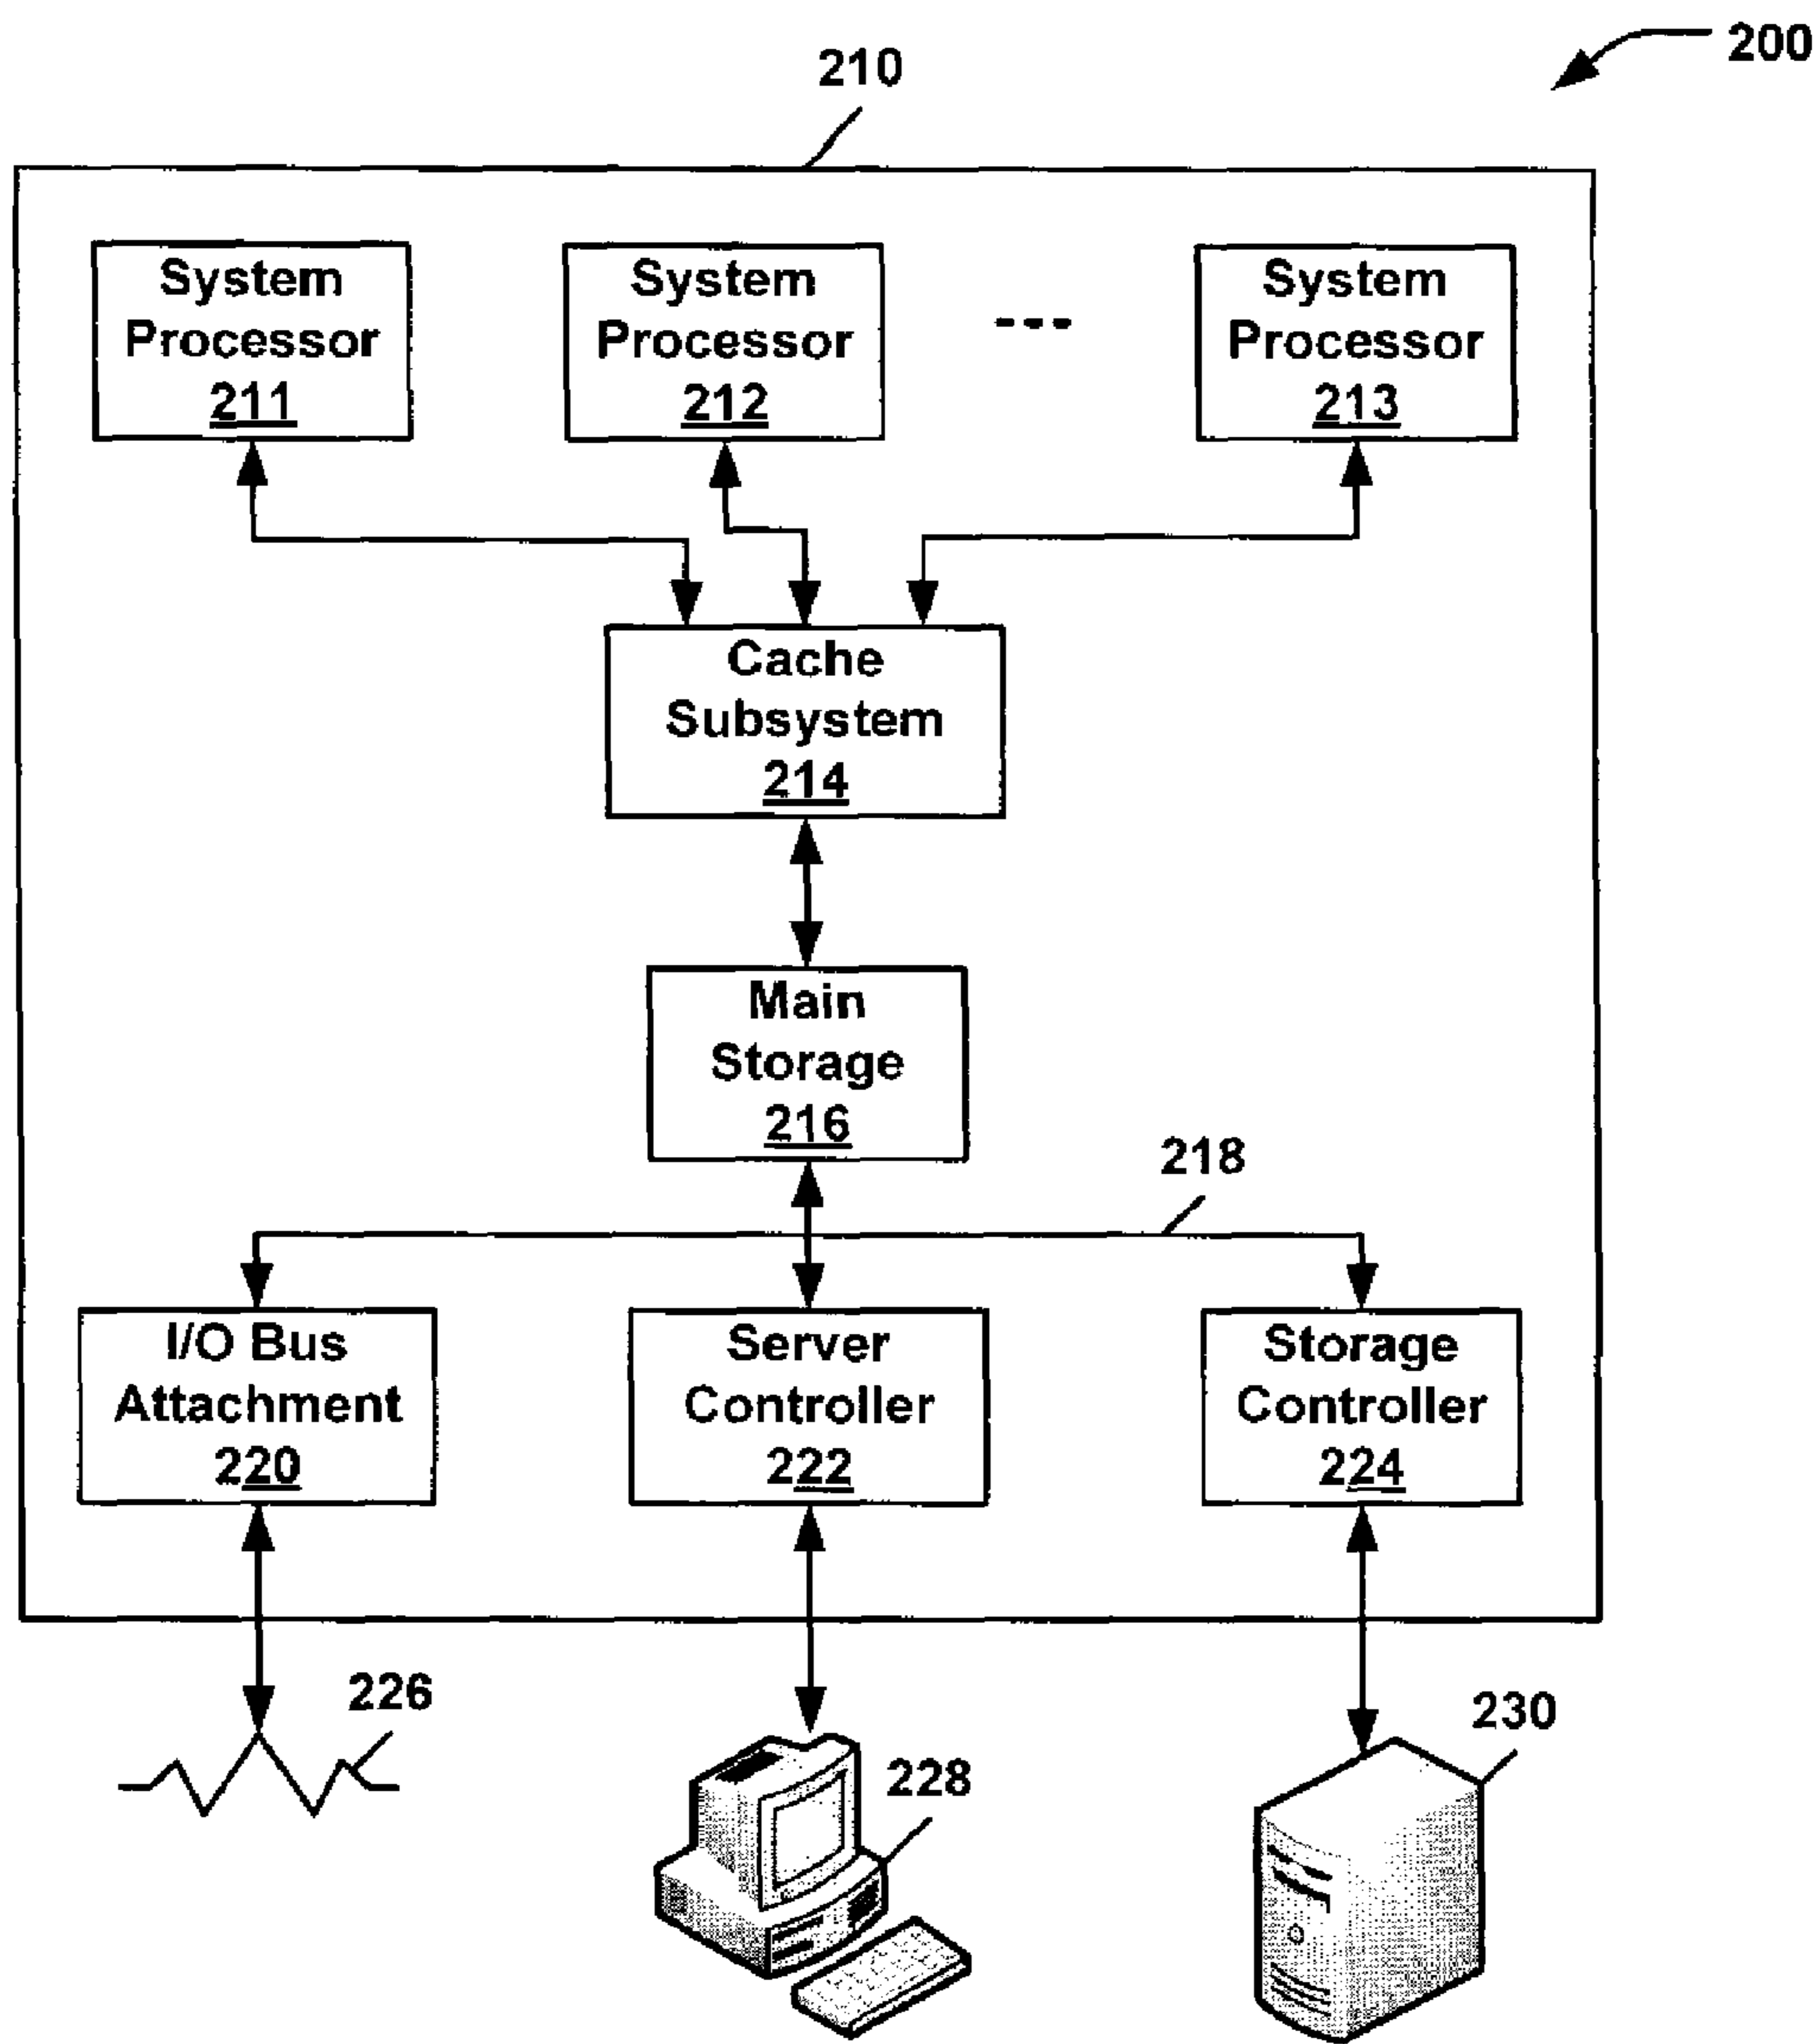 200
210
System
Processor
211
System
Processor
212
---
System
Processor
213
Cache
Subsystem
214
Main
Storage
216
218
I/O Bus
Attachment
220
Server
Controller
222
Storage
Controller
224
226
228
230